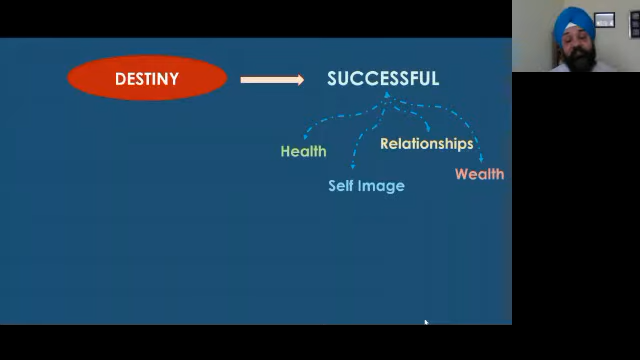 DESTINY
SUCCESSFUL
Health
Relationships
Self Image
Wealth